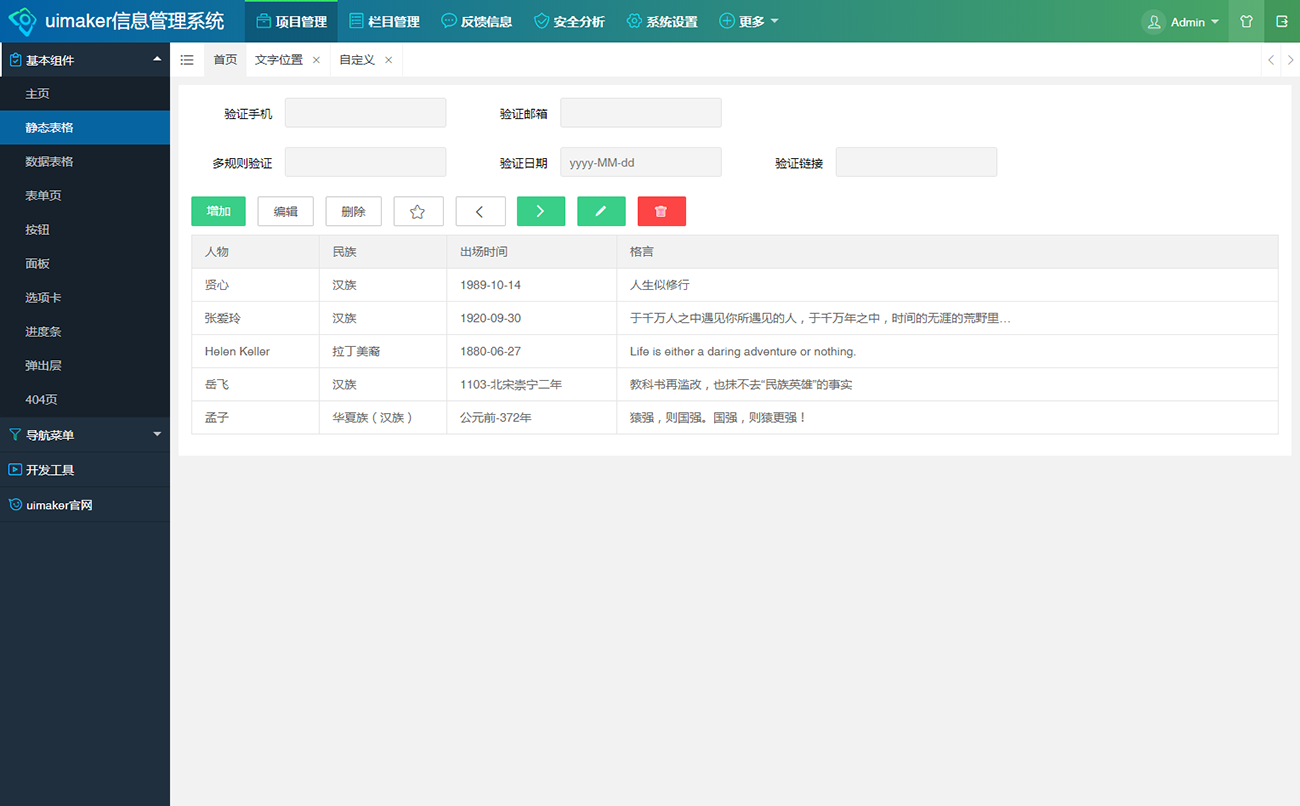 uimaker信息管理系统 项目管理 栏目管理 反馈信息 安全分析 系统设置 更多 Admin
基本组件
主页
静态表格
数据表格
表单页
按钮
面板
选项卡
进度条
弹出层
404页
导航菜单
开发工具
uimaker官网
首页 文字位置 自定义
验证手机 验证邮箱
多规则验证 验证日期 yyyy-MM-dd 验证链接
增加 编辑 删除
人物 民族 出场时间 格言
贤心 汉族 1989-10-14 人生似修行
张爱玲 汉族 1920-09-30 于千万人之中遇见你所遇见的人，于千万年之中，时间的无涯的荒野里…
Helen Keller 拉丁美裔 1880-06-27 Life is either a daring adventure or nothing.
岳飞 汉族 1103-北宋崇宁二年 教科书再滥改，也抹不去“民族英雄”的事实
孟子 华夏族（汉族） 公元前-372年 猿强，则国强。国强，则猿更强！